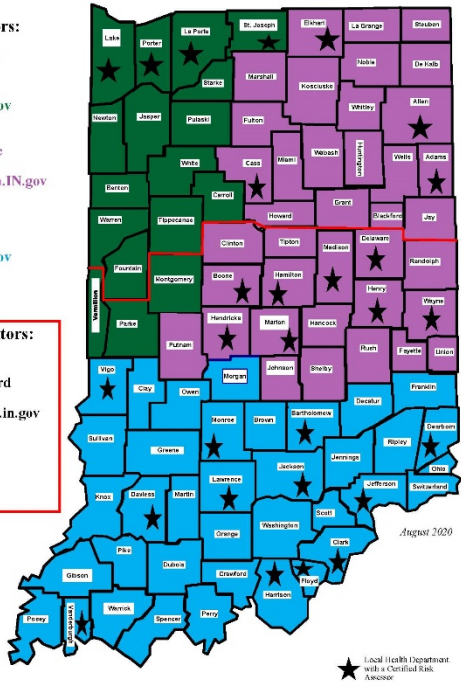 ors:
ov
e
.IN.gov
ov
tors:
rd
.in.gov
Lake
Porter
La Porte
St. Joseph
Elkhart
La Grange
Steuben
Noble
De Kalb
Starke
Marshall
Kosciusko
Whitley
Allen
Newton
Jasper
Pulaski
Fulton
White
Cass
Miami
Wabash
Huntington
Wells
Adams
Benton
Carroll
Grant
Blackford
Jay
Howard
Warren
Tippecanoe
Clinton
Tipton
Madison
Delaware
Randolph
Fountain
Montgomery
Boone
Hamilton
Henry
Wayne
Vermillion
Parke
Putnam
Hendricks
Marion
Hancock
Rush
Fayette
Union
Vigo
Clay
Owen
Morgan
Johnson
Shelby
Decatur
Franklin
Sullivan
Greene
Monroe
Brown
Bartholomew
Jennings
Ripley
Dearborn
Ohio
Switzerland
Knox
Daviess
Martin
Lawrence
Jackson
Jefferson
Scott
Orange
Washington
Clark
Pike
Dubois
Crawford
Harrison
Floyd
Gibson
Posey
Vanderburgh
Warrick
Spencer
Perry
August 2020
Local Health Department
with a Certified Risk
Assessor